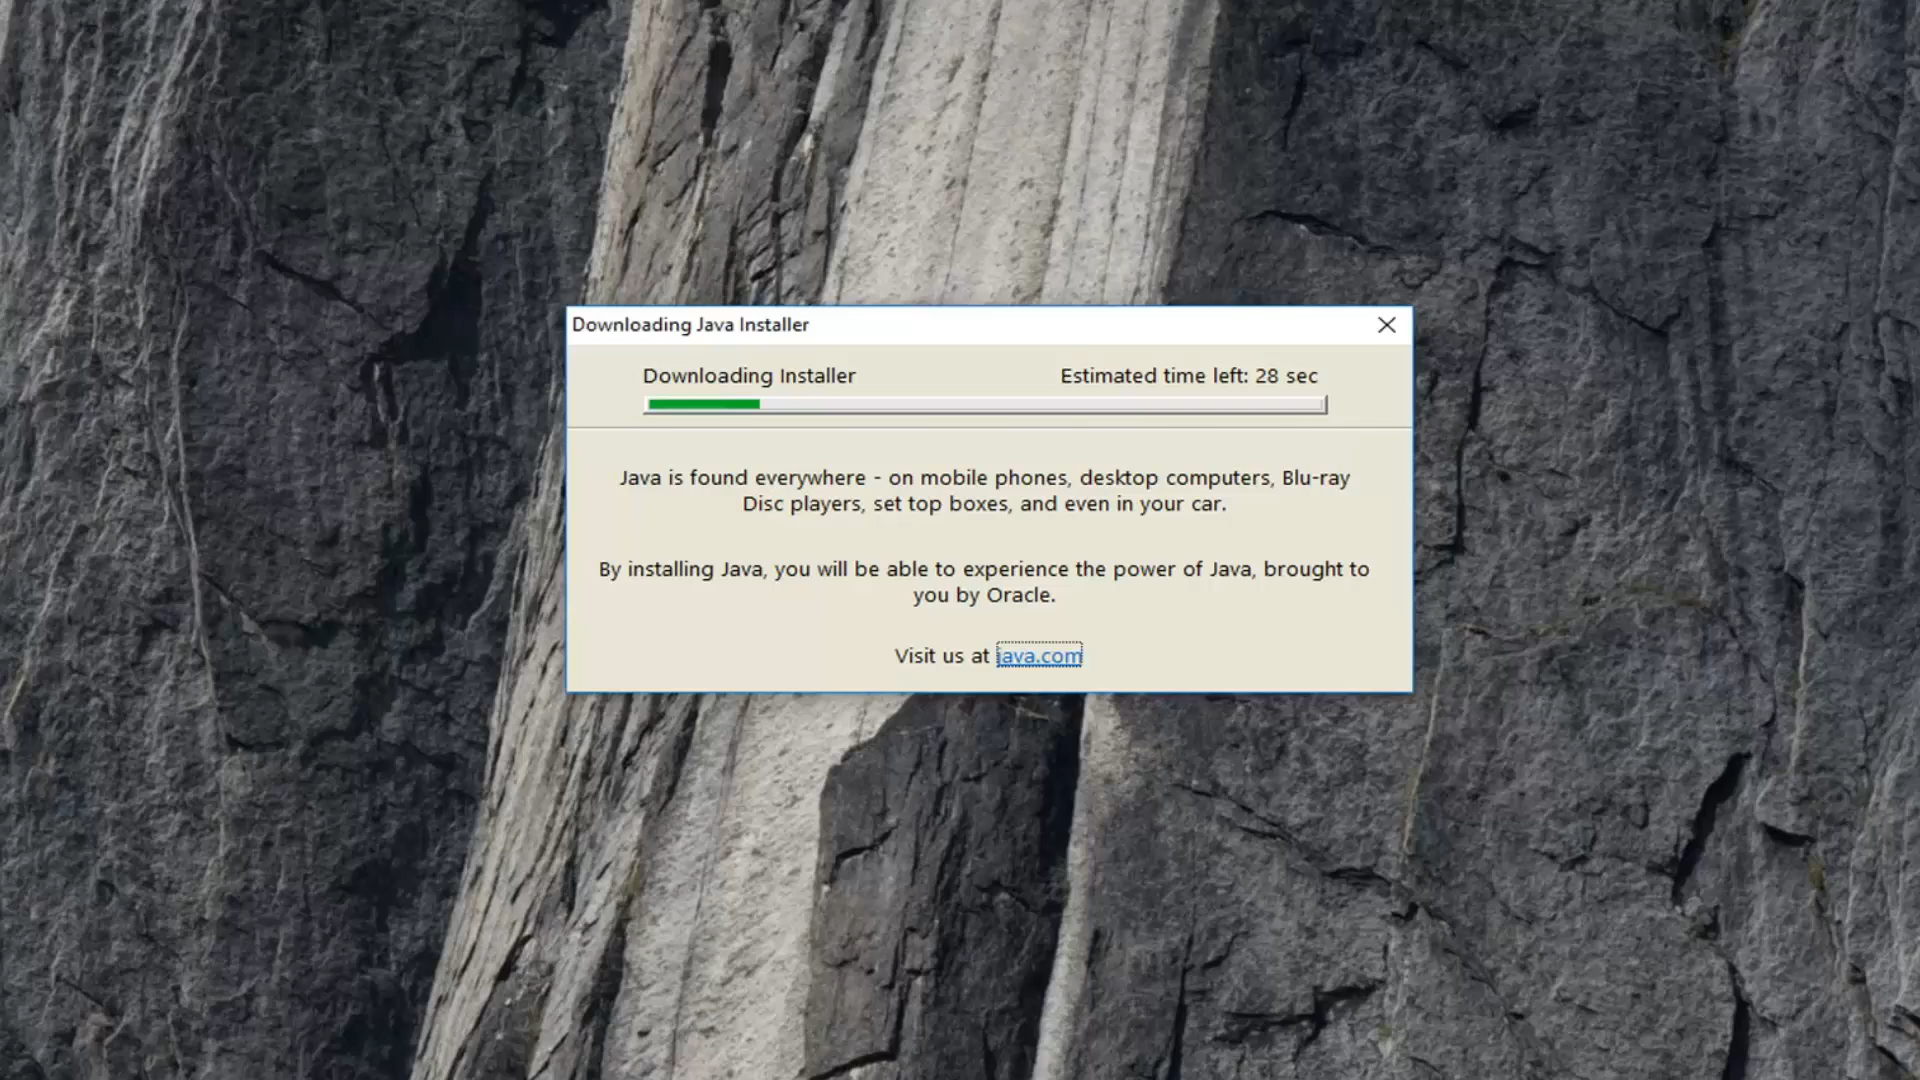 Downloading Java Installer
Downloading Installer
Estimated time left: 28 sec
Java is found everywhere - on mobile phones, desktop computers, Blu-ray
Disc players, set top boxes, and even in your car.
By installing Java, you will be able to experience the power of Java, brought to
you by Oracle.
Visit us at java.com